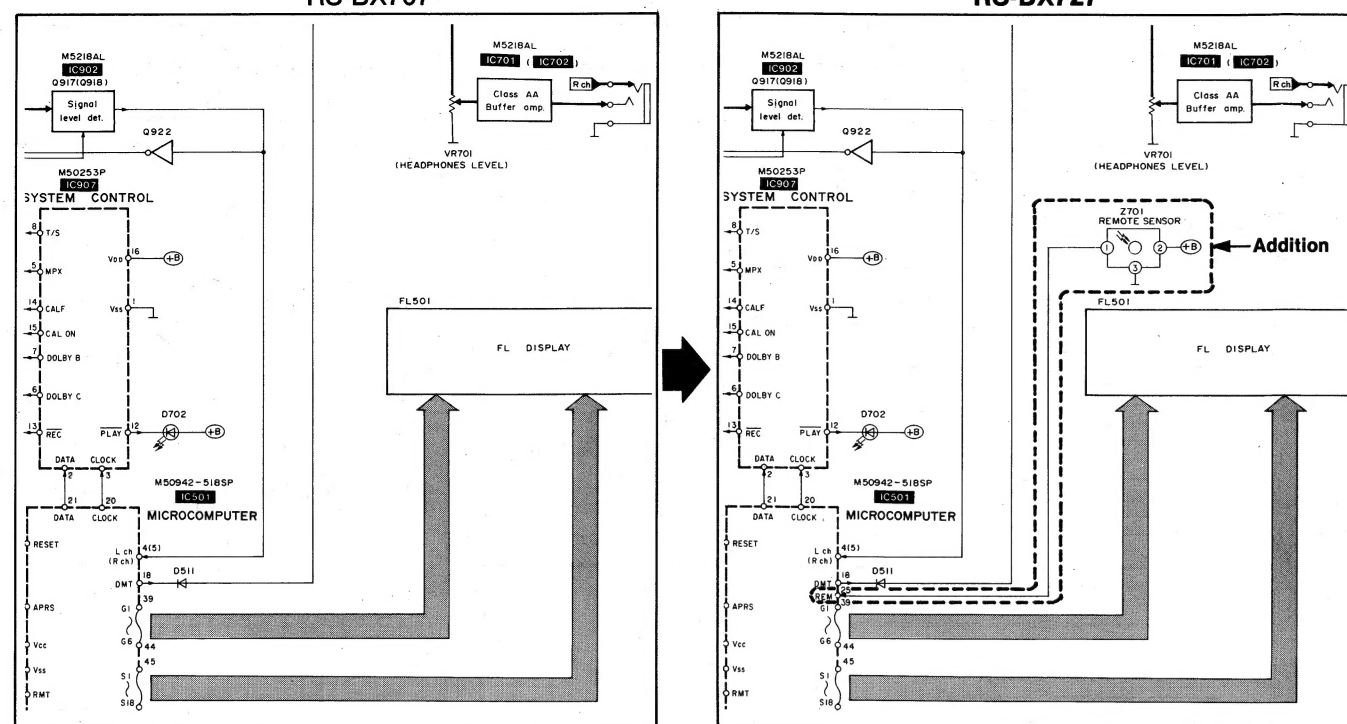 M5218AL
IC902
Q917(Q918)
Signal
level det.
Q922
M5218AL
IC701 ( IC702 )
Class AA
Buffer amp.
R ch
VR701
(HEADPHONES LEVEL)
M50253P
IC907
SYSTEM CONTROL
8 T/S
5 MPX
14 CALF
15 CAL ON
7 DOLBY B
6 DOLBY C
13 REC
VDD 16 +B
Vss 1
PLAY 12
D702
+B
DATA CLOCK
2 3
M50942-518SP
IC501
21 20
DATA CLOCK
MICROCOMPUTER
RESET
APRS
Vcc
Vss
RMT
L ch 4(5)
(R ch)
DMT 18
D511
39
G1
G6 44
45
S1
S18
FL501
FL DISPLAY
M5218AL
IC902
Q917(Q918)
Signal
level det.
Q922
M5218AL
IC701 ( IC702 )
Class AA
Buffer amp.
R ch
VR701
(HEADPHONES LEVEL)
M50253P
IC907
SYSTEM CONTROL
8 T/S
5 MPX
14 CALF
15 CAL ON
7 DOLBY B
6 DOLBY C
13 REC
VDD 16 +B
Vss 1
PLAY 12
D702
+B
DATA CLOCK
2 3
M50942-518SP
IC501
21 20
DATA CLOCK
MICROCOMPUTER
RESET
APRS
Vcc
Vss
RMT
L ch 4(5)
(R ch)
DMT 18
D511
REM 25
39
G1
G6 44
45
S1
S18
Z701
REMOTE SENSOR
1 2 +B
3
Addition
FL501
FL DISPLAY